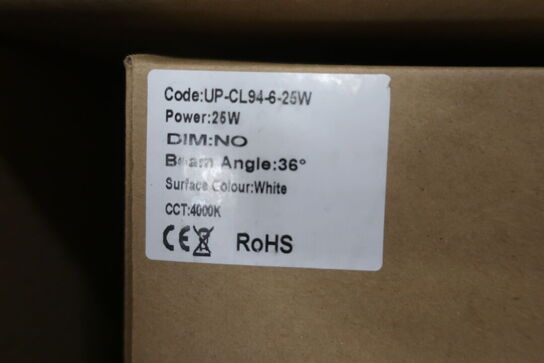 Code:UP-CL94-6-25W
Power:25W
DIM:NO
Beam Angle:36°
Surface Colour:White
CCT:4000K
CE RoHS